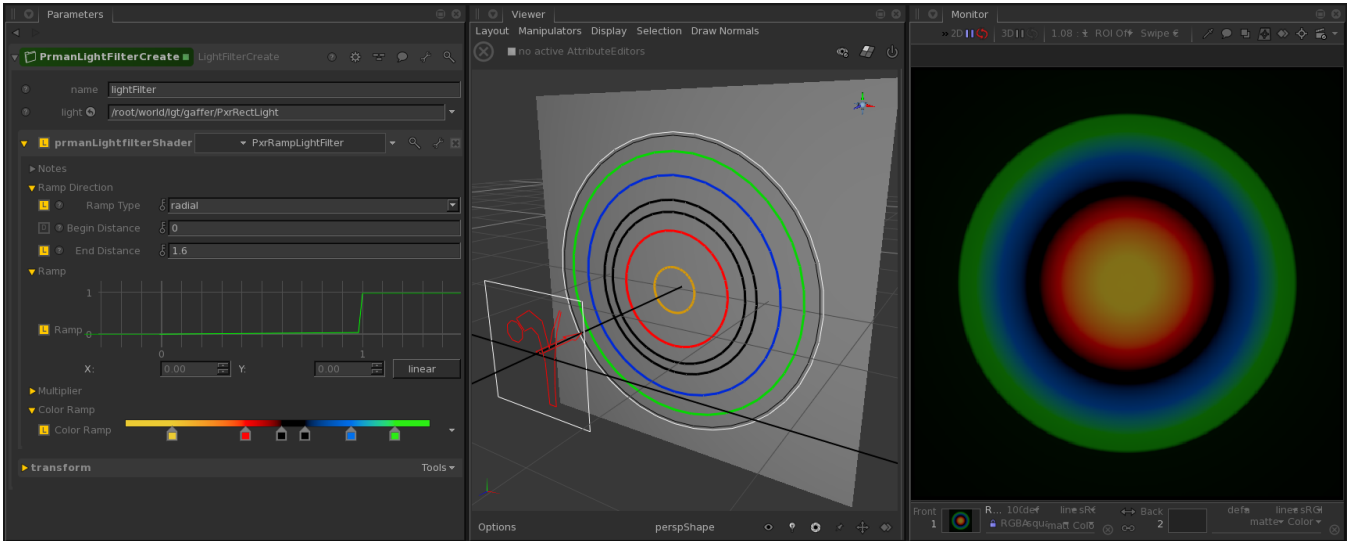 Parameters
PrmanLightFilterCreate LightFilterCreate
name lightFilter
light /root/world/lgt/gaffer/PxrRectLight
L prmanLightfilterShader PxrRampLightFilter
Notes
Ramp Direction
L Ramp Type radial
Begin Distance 0
L End Distance 1.6
Ramp
1
L Ramp 0
0 1
X: 0.00 Y: 0.00 linear
Multiplier
Color Ramp
L Color Ramp
transform Tools
Viewer
Layout Manipulators Display Selection Draw Normals
no active AttributeEditors
Options perspShape
Monitor
2D 3D 1.08 : ROI Off Swipe
Front R... Back
1 2